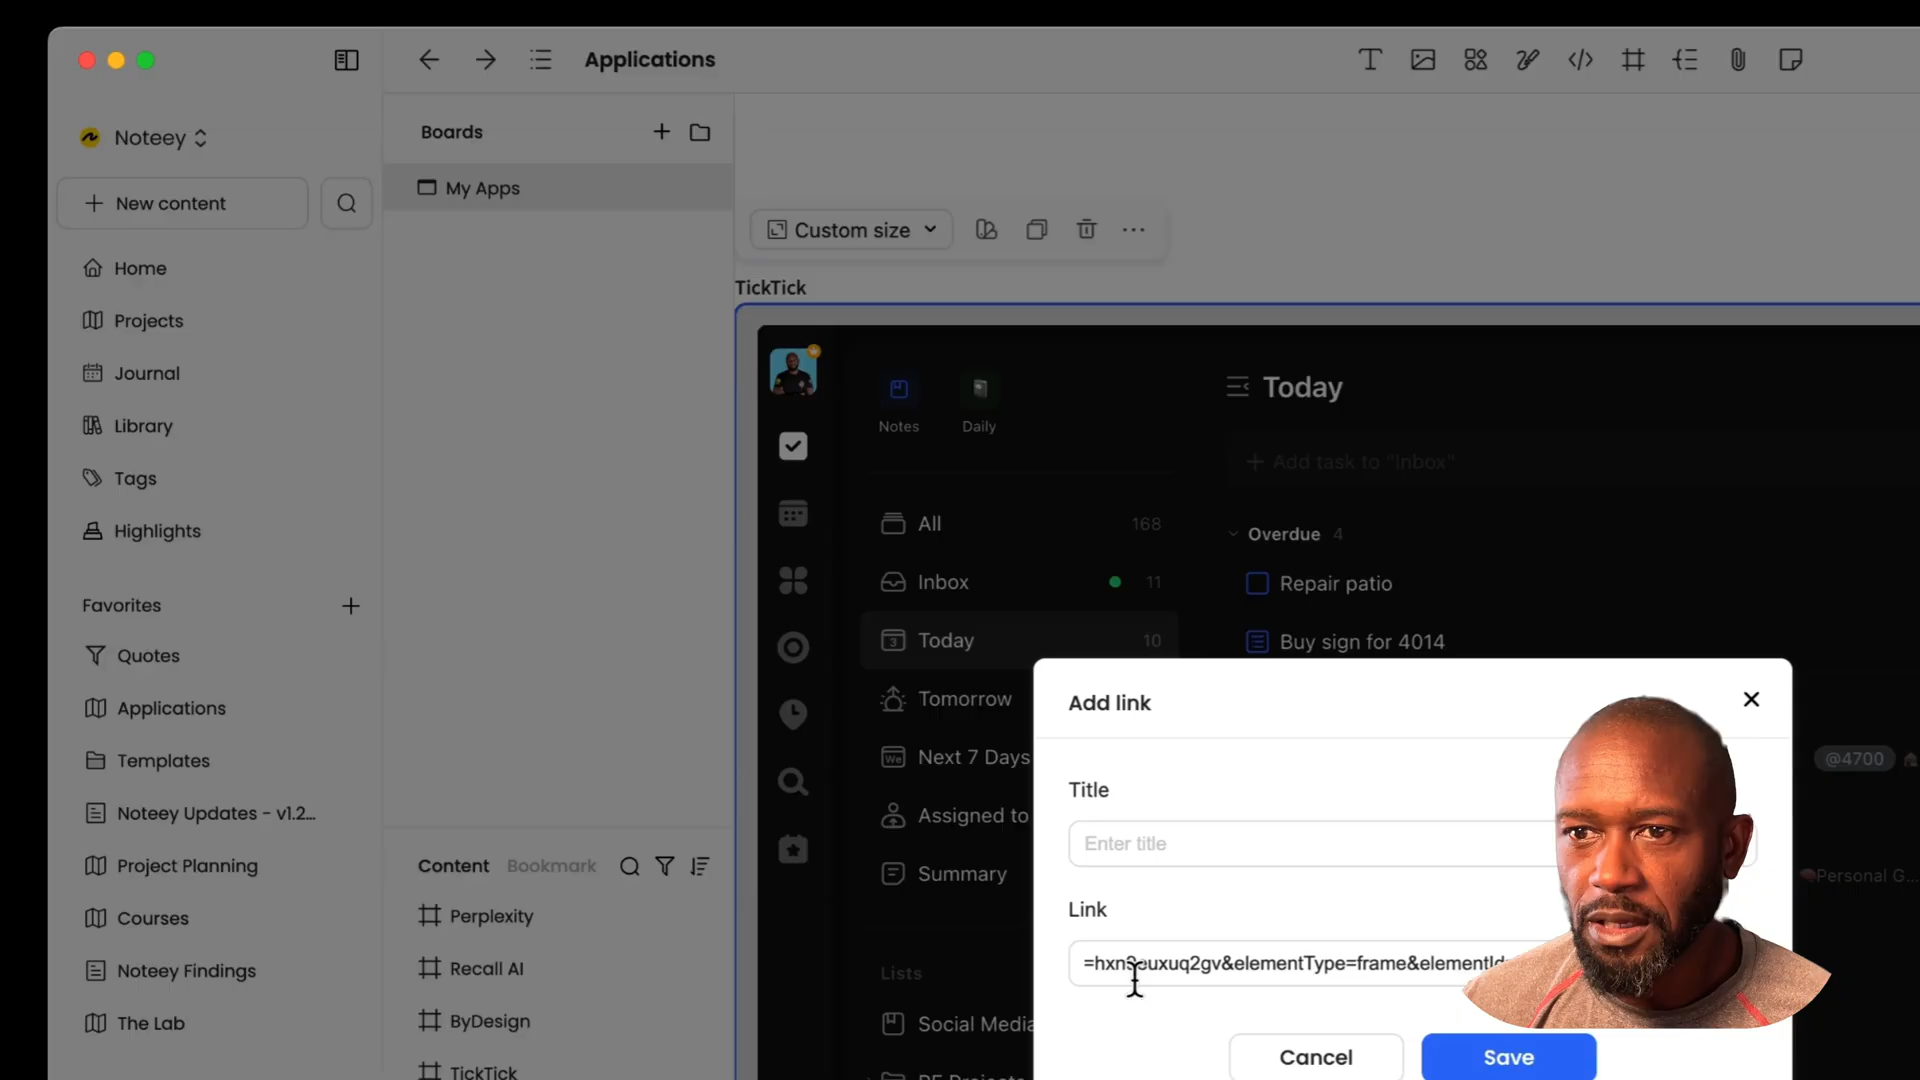 Applications
Noteey
New content
Home
Projects
Journal
Library
Tags
Highlights
Favorites
Quotes
Applications
Templates
Noteey Updates - v1.2...
Project Planning
Courses
Noteey Findings
The Lab
Boards
My Apps
Content Bookmark
Perplexity
Recall AI
ByDesign
TickTick
Custom size
TickTick
Notes
Daily
All 168
Inbox 11
Today 10
Tomorrow
Next 7 Days
Assigned to
Summary
Lists
Social Media
Today
Add task to "Inbox"
Overdue 4
Repair patio
Buy sign for 4014
@4700
Personal G...
Add link
Title
Enter title
Link
&elementType=frame&elementId
Cancel
Save